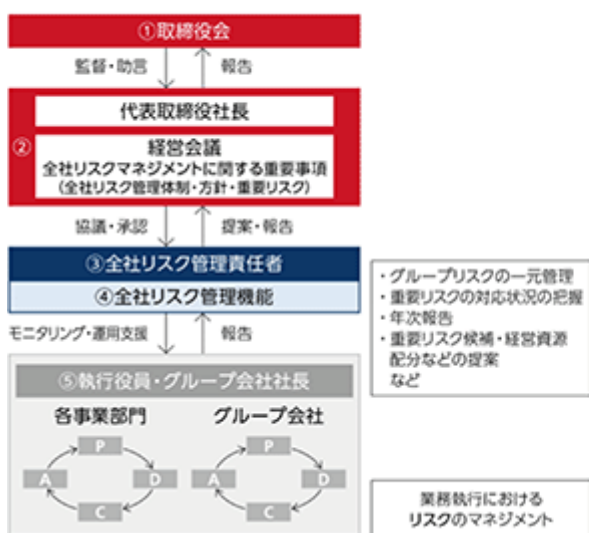 ①取締役会
監督・助言
報告
代表取締役社長
②
経営会議
全社リスクマネジメントに関する重要事項
(全社リスク管理体制・方針・重要リスク)
協議・承認
提案・報告
③全社リスク管理責任者
④全社リスク管理機能
・グループリスクの一元管理
・重要リスクの対応状況の把握
・年次報告
・重要リスク候補・経営資源
配分などの提案
など
モニタリング・運用支援
報告
⑤執行役員・グループ会社社長
各事業部門
グループ会社
P
A
D
C
P
A
D
C
業務執行における
リスクのマネジメント